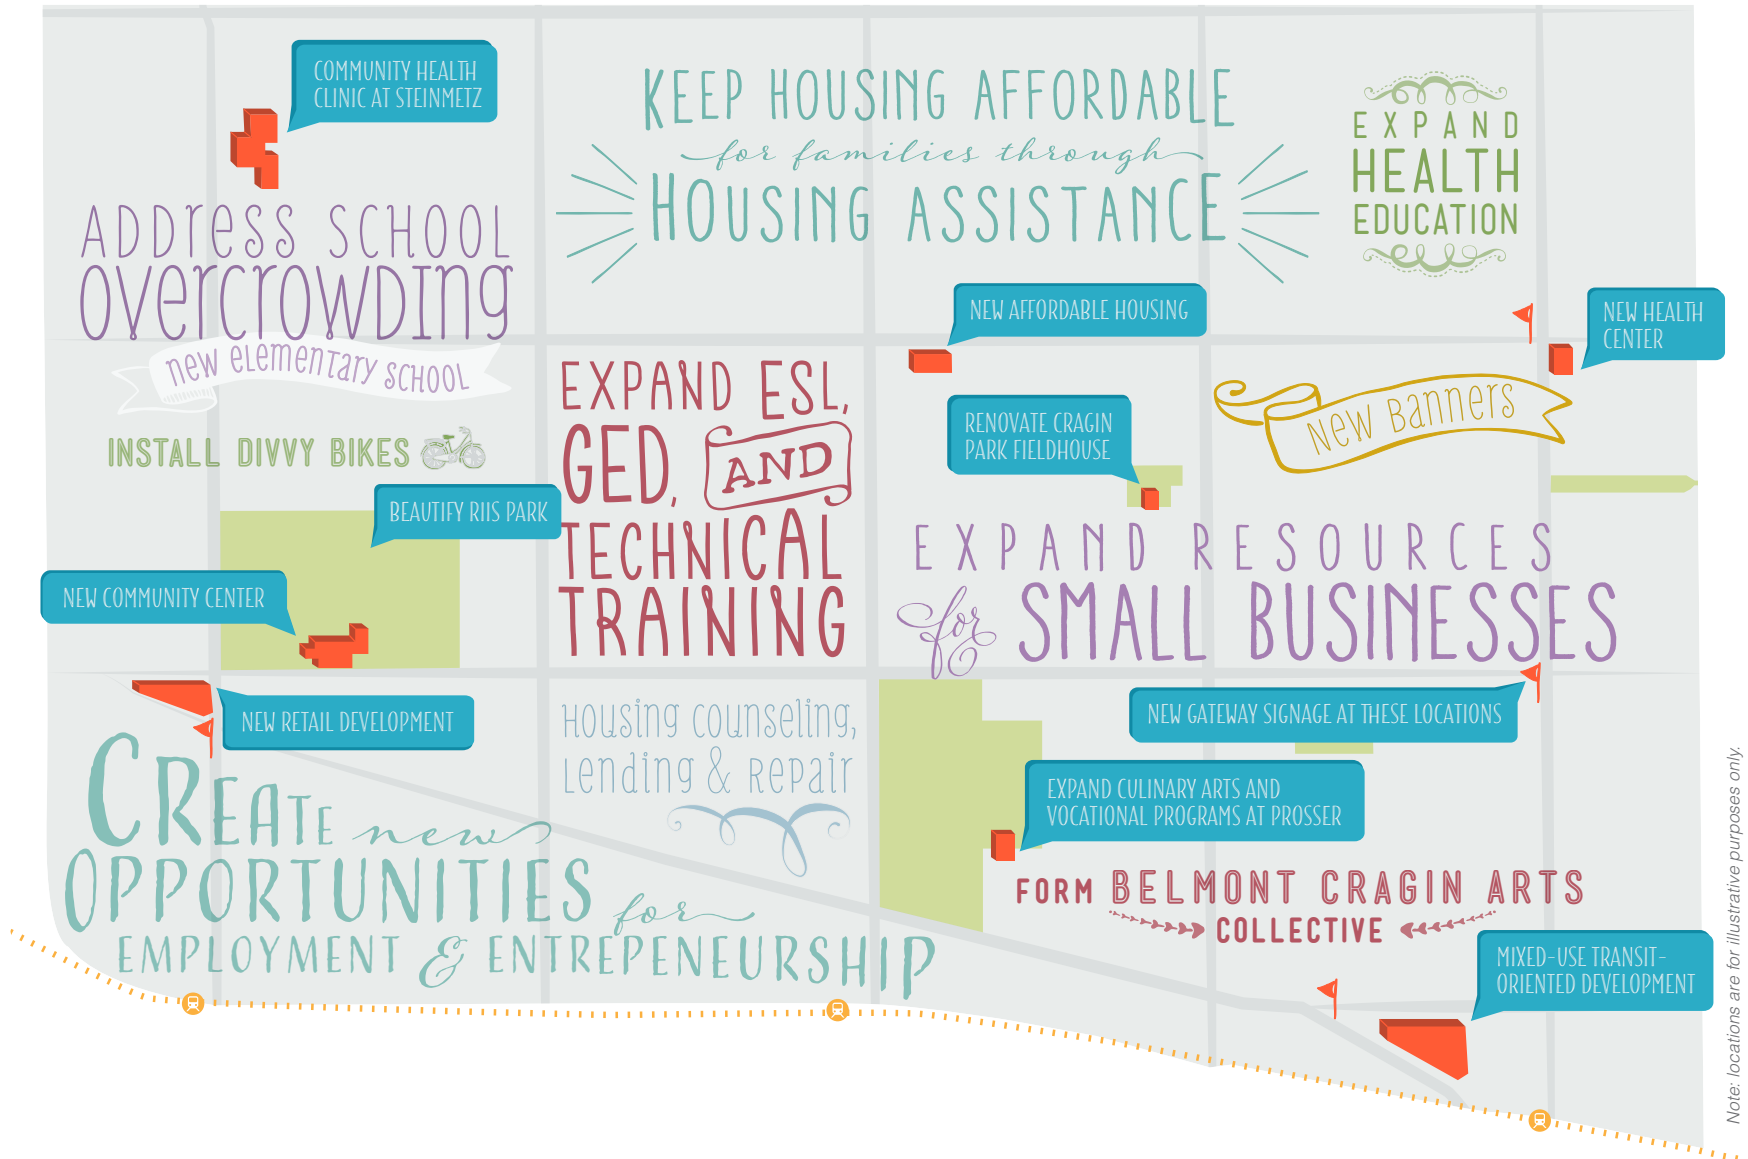 COMMUNITY HEALTH
CLINIC AT STEINMETZ
KEEP HOUSING AFFORDABLE
for families through
HOUSING ASSISTANCE
EXPAND
HEALTH
EDUCATION
ADDRESS SCHOOL
OVERCROWDING
NEW ELEMENTARY SCHOOL
INSTALL DIVVY BIKES
NEW AFFORDABLE HOUSING
NEW HEALTH
CENTER
EXPAND ESL,
GED, AND
TECHNICAL
TRAINING
RENOVATE CRAGIN
PARK FIELDHOUSE
NEW BANNERS
BEAUTIFY RIIS PARK
NEW COMMUNITY CENTER
EXPAND RESOURCES
for SMALL BUSINESSES
NEW RETAIL DEVELOPMENT
HOUSING COUNSELING,
LENDING & REPAIR
NEW GATEWAY SIGNAGE AT THESE LOCATIONS
EXPAND CULINARY ARTS AND
VOCATIONAL PROGRAMS AT PROSSER
CREATE new
OPPORTUNITIES for
EMPLOYMENT & ENTREPENEURSHIP
FORM BELMONT CRAGIN ARTS
COLLECTIVE
MIXED-USE TRANSIT-
ORIENTED DEVELOPMENT
Note: locations are for illustrative purposes only.